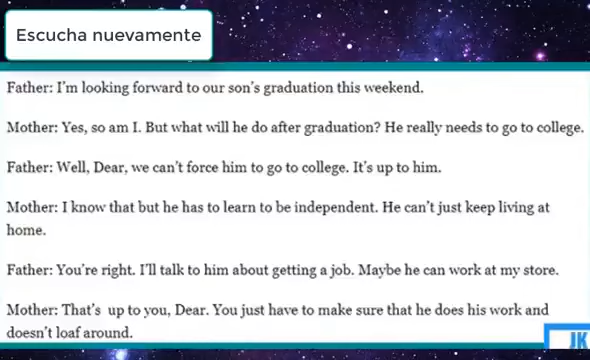 Escucha nuevamente
Father: I'm looking forward to our son's graduation this weekend.
Mother: Yes, so am I. But what will he do after graduation? He really needs to go to college.
Father: Well, Dear, we can't force him to go to college. It's up to him.
Mother: I know that but he has to learn to be independent. He can't just keep living at
home.
Father: You're right. I'll talk to him about getting a job. Maybe he can work at my store.
Mother: That's up to you, Dear. You just have to make sure that he does his work and
doesn't loaf around.
JK